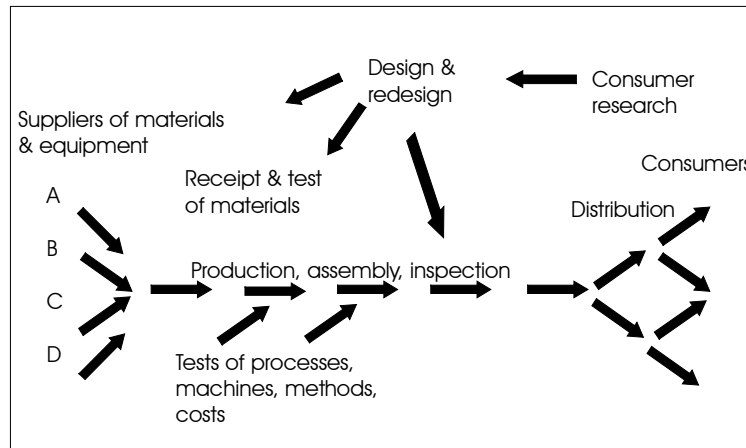 Design &
redesign
Consumer
research
Suppliers of materials
& equipment
Receipt & test
of materials
Consumers
Distribution
A
B
C
D
Production, assembly, inspection
Tests of processes,
machines, methods,
costs